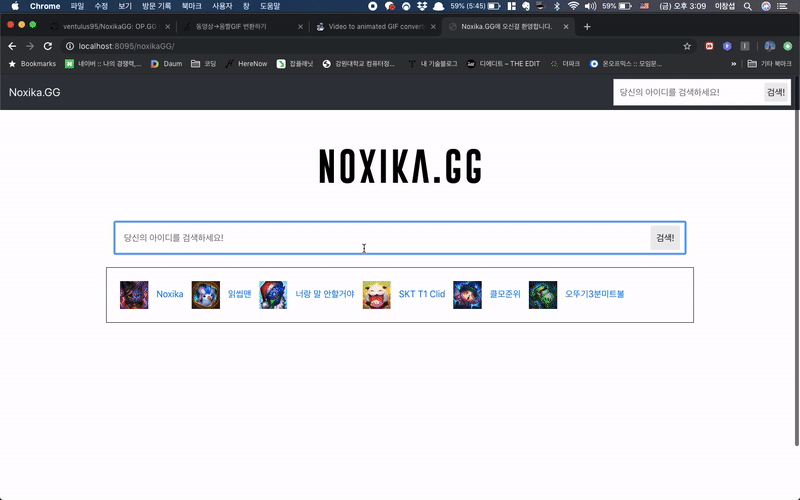 Chrome 파일 수정 보기 방문 기록 북마크 사용자 창 도움말 59% (5:45) 59% (금) 오후 3:09 이창섭
ventulus95/NoxikaGG: OP.GG 동영상→움짤GIF 변환하기 Video to animated GIF convert Noxika.GG에 오신걸 환영합니다.
localhost:8095/noxikaGG/
Bookmarks 네이버 :: 나의 경쟁력,... Daum 코딩 HereNow 잡플래닛 강원대학교 컴퓨터정... 내 기술블로그 디에디트 – THE EDIT 더파크 온오프믹스 :: 모임문... » 기타 북마크
Noxika.GG 당신의 아이디를 검색하세요! 검색!
NOXIKA.GG
당신의 아이디를 검색하세요! 검색!
Noxika 읽씹맨 너랑 말 안할거야 SKT T1 Clid 클모준위 오뚜기3분미트볼